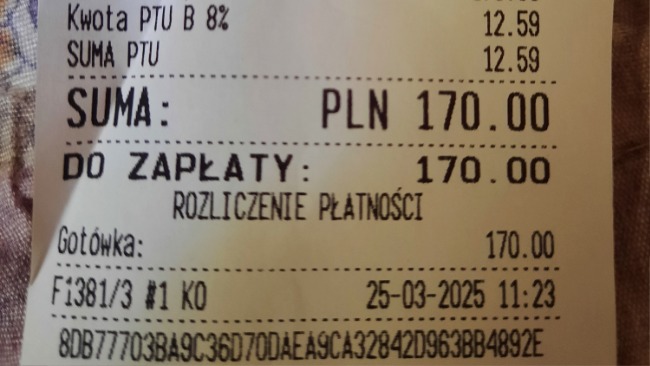 Kwota PTU B 8% 12.59
SUMA PTU 12.59
SUMA: PLN 170.00
DO ZAPŁATY: 170.00
ROZLICZENIE PŁATNOŚCI
Gotówka: 170.00
F1381/3 #1 KO 25-03-2025 11:23
8DB77703BA9C36D70DAEA9CA32842D963BB4892E